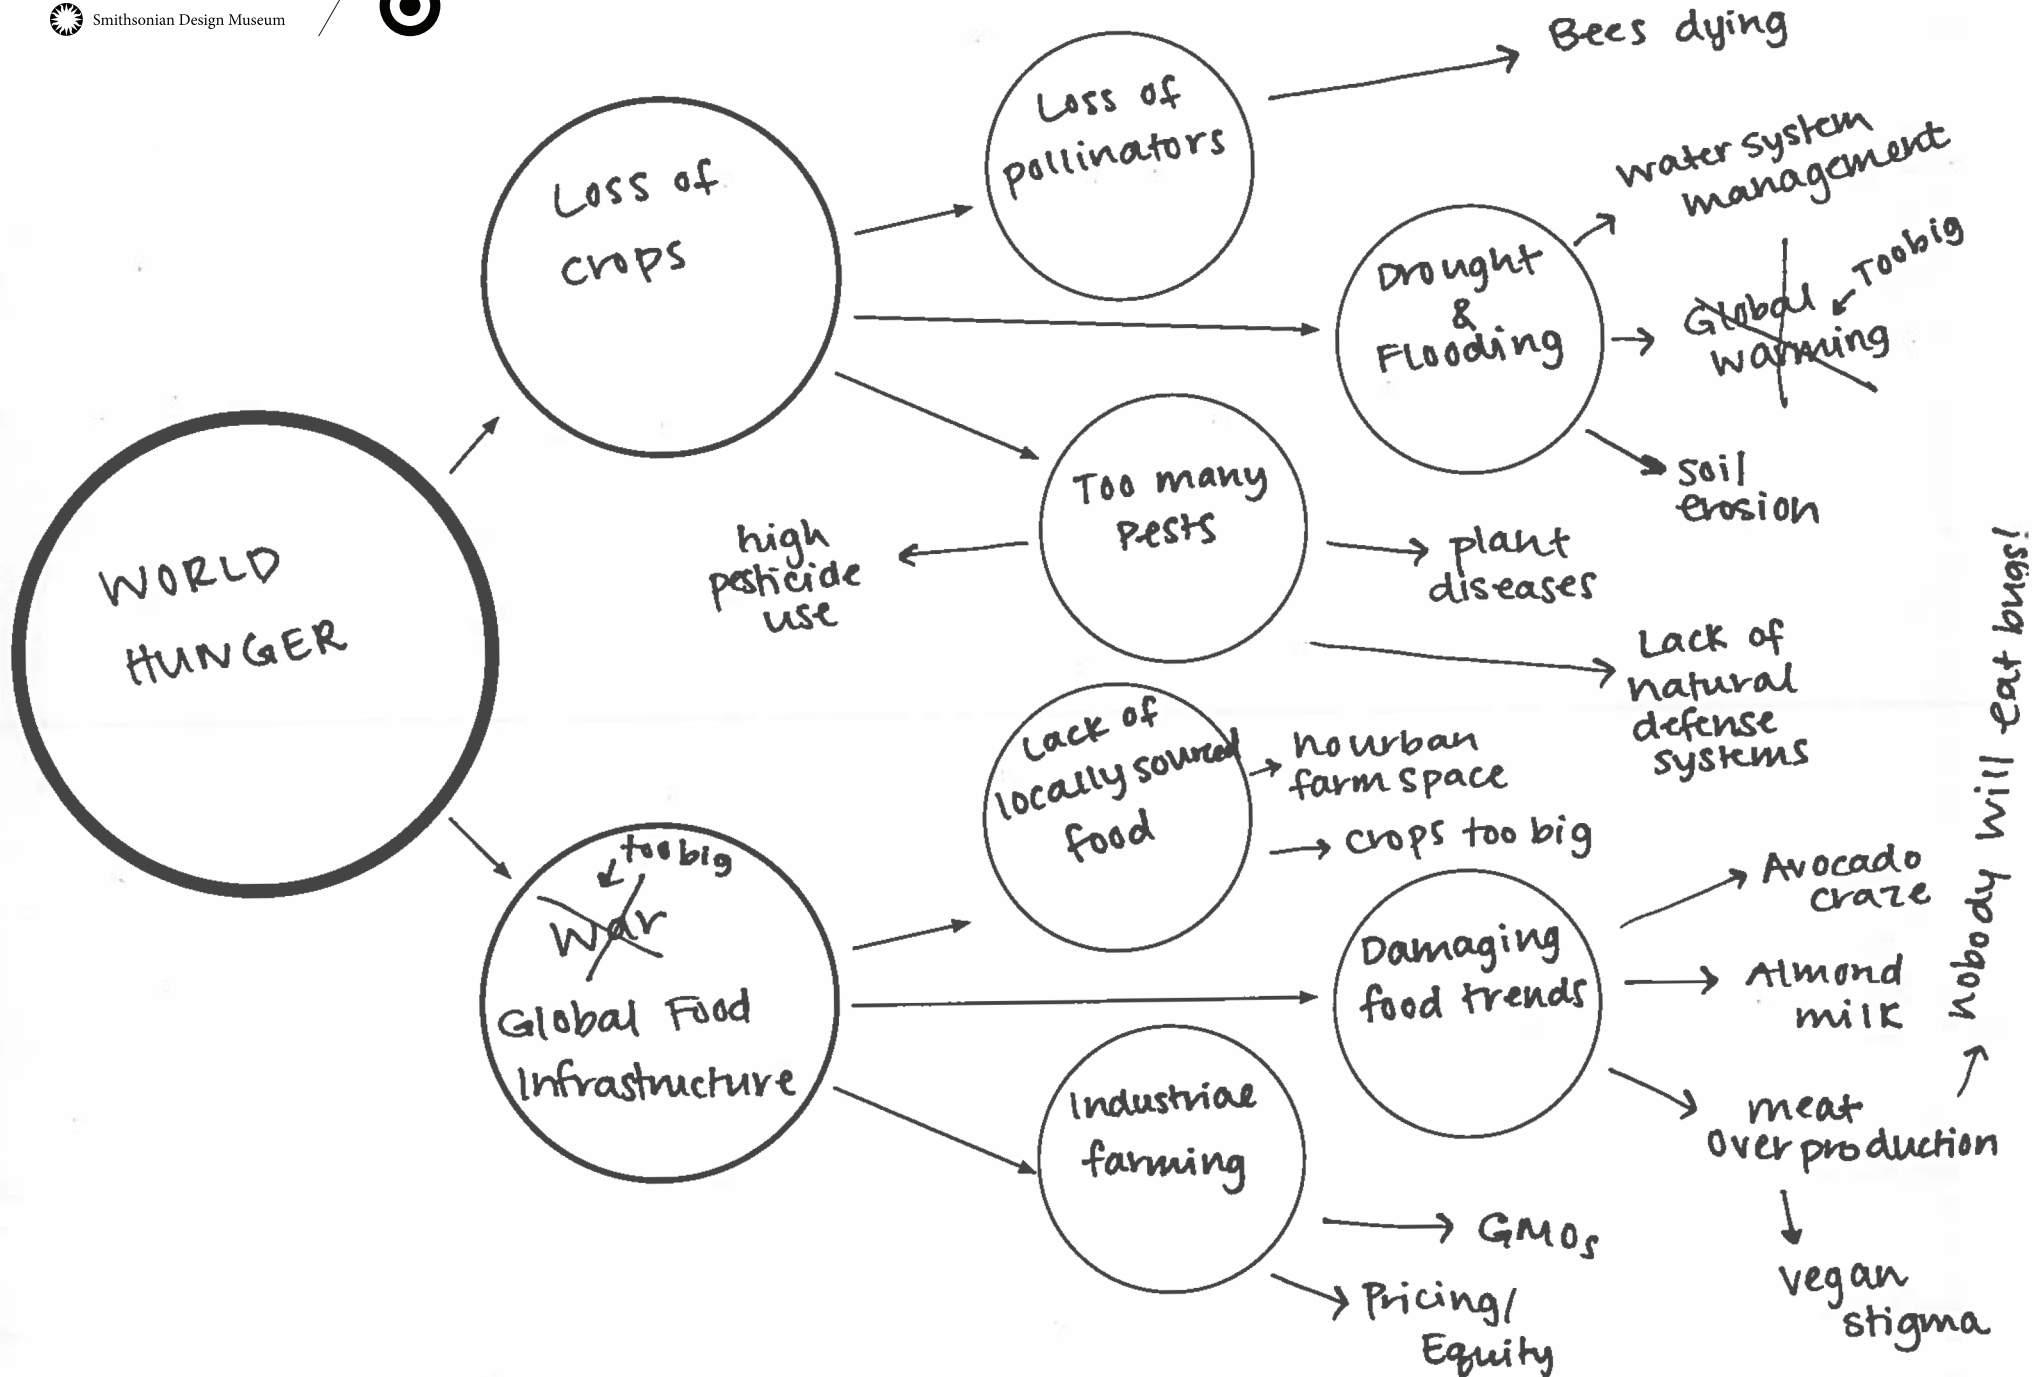 Smithsonian Design Museum
WORLD
HUNGER
Loss of
crops
Loss of
pollinators
Bees dying
Drought
&
Flooding
water system
management
Too big
Global
warming
soil
erosion
Too many
Pests
high
pesticide
use
plant
diseases
Lack of
natural
defense
systems
too big
War
Global Food
Infrastructure
Lack of
locally sourced
food
no urban
farm space
crops too big
Damaging
food trends
Avocado
craze
Almond
milk
meat
over production
nobody will eat bugs!
vegan
stigma
Industrial
farming
GMOs
Pricing/
Equity